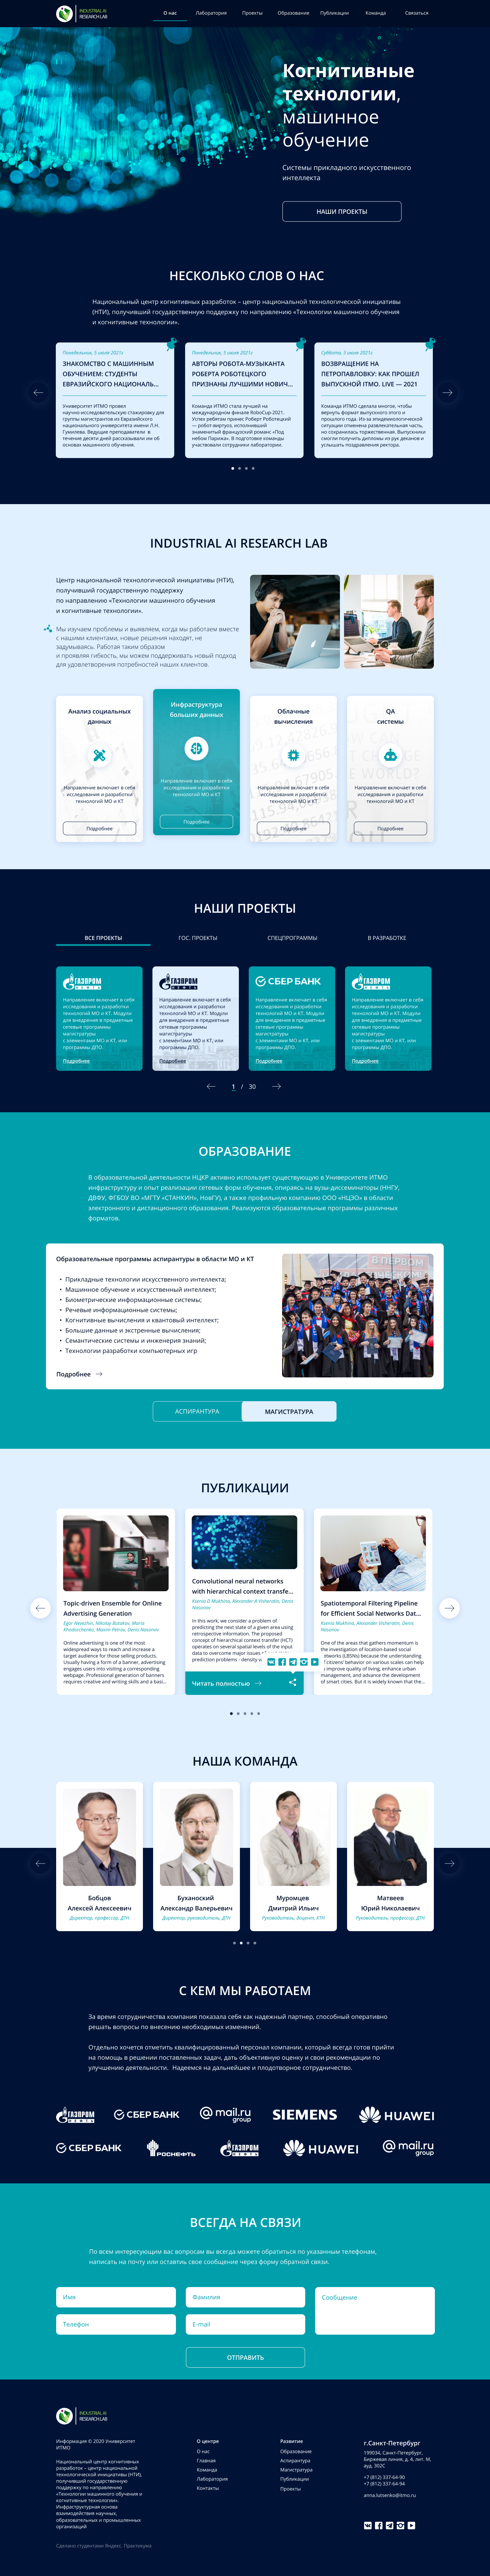 INDUSTRIAL AI
RESEARCH LAB
О нас
Лаборатория
Проекты
Образование
Публикации
Команда
Связаться
Когнитивные
технологии,
машинное
обучение
Системы прикладного искусственного
интеллекта
НАШИ ПРОЕКТЫ
НЕСКОЛЬКО СЛОВ О НАС
Национальный центр когнитивных разработок – центр национальной технологической инициативы
(НТИ), получивший государственную поддержку по направлению «Технологии машинного обучения
и когнитивные технологии».
Понедельник, 5 июля 2021г
ЗНАКОМСТВО С МАШИННЫМ
ОБУЧЕНИЕМ: СТУДЕНТЫ
ЕВРАЗИЙСКОГО НАЦИОНАЛЬ...
Университет ИТМО провел
научно-исследовательскую стажировку для
группы магистрантов из Евразийского
национального университета имени Л.Н.
Гумилева. Ведущие преподаватели в
течение десяти дней рассказывали им об
основах машинного обучения.
Понедельник, 5 июля 2021г
АВТОРЫ РОБОТА-МУЗЫКАНТА
РОБЕРТА РОБОТЕЦКОГО
ПРИЗНАНЫ ЛУЧШИМИ НОВИЧ...
Команда ИТМО стала лучшей на
международном финале RoboCup-2021.
Успех ребятам принес Роберт Роботецкий
— робот-виртуоз, исполнивший
знаменитый французский романс «Под
небом Парижа». В подготовке команды
участвовали сотрудники лаборатории.
Суббота, 3 июля 2021г
ВОЗВРАЩЕНИЕ НА
ПЕТРОПАВЛОВКУ: КАК ПРОШЕЛ
ВЫПУСКНОЙ ИТМО. LIVE — 2021
Команда ИТМО сделала многое, чтобы
вернуть формат выпускного этого и
прошлого года. Из-за эпидемиологической
ситуации отменена развлекательная часть,
но сохранилась торжественная. Выпускники
смогли получить дипломы из рук деканов и
услышать поздравления ректора.
INDUSTRIAL AI RESEARCH LAB
Центр национальной технологической инициативы (НТИ),
получивший государственную поддержку
по направлению «Технологии машинного обучения
и когнитивные технологии».
Мы изучаем проблемы и выявляем, когда мы работаем вместе
с нашими клиентами, новые решения находят, не
задумываясь. Работая таким образом
и проявляя гибкость, мы можем поддерживать новый подход
для удовлетворения потребностей наших клиентов.
Анализ социальных
данных
Направление включает в себя
исследования и разработки
технологий МО и КТ
Подробнее
Инфраструктура
больших данных
Направление включает в себя
исследования и разработки
технологий МО и КТ
Подробнее
Облачные
вычисления
Направление включает в себя
исследования и разработки
технологий МО и КТ
Подробнее
QA
системы
Направление включает в себя
исследования и разработки
технологий МО и КТ
Подробнее
НАШИ ПРОЕКТЫ
ВСЕ ПРОЕКТЫ
ГОС. ПРОЕКТЫ
СПЕЦПРОГРАММЫ
В РАЗРАБОТКЕ
ГАЗПРОМ
НЕФТЬ
Направление включает в себя
исследования и разработки
технологий МО и КТ. Модули
для внедрения в предметные
сетевые программы
магистратуры
с элементами МО и КТ, или
программы ДПО.
Подробнее
ГАЗПРОМ
НЕФТЬ
Направление включает в себя
исследования и разработки
технологий МО и КТ. Модули
для внедрения в предметные
сетевые программы
магистратуры
с элементами МО и КТ, или
программы ДПО.
Подробнее
СБЕР БАНК
Направление включает в себя
исследования и разработки
технологий МО и КТ. Модули
для внедрения в предметные
сетевые программы
магистратуры
с элементами МО и КТ, или
программы ДПО.
Подробнее
ГАЗПРОМ
НЕФТЬ
Направление включает в себя
исследования и разработки
технологий МО и КТ. Модули
для внедрения в предметные
сетевые программы
магистратуры
с элементами МО и КТ, или
программы ДПО.
Подробнее
1 / 30
ОБРАЗОВАНИЕ
В образовательной деятельности НЦКР активно использует существующую в Университете ИТМО
инфраструктуру и опыт реализации сетевых форм обучения, опираясь на вузы-диссеминаторы (ННГУ,
ДВФУ, ФГБОУ ВО «МГТУ «СТАНКИН», НовГУ), а также профильную компанию ООО «НЦЭО» в области
электронного и дистанционного образования. Реализуются образовательные программы различных
форматов.
Образовательные программы аспирантуры в области МО и КТ
• Прикладные технологии искусственного интеллекта;
• Машинное обучение и искусственный интеллект;
• Биометрические информационные системы;
• Речевые информационные системы;
• Когнитивные вычисления и квантовый интеллект;
• Большие данные и экстренные вычисления;
• Семантические системы и инженерия знаний;
• Технологии разработки компьютерных игр
Подробнее
АСПИРАНТУРА
МАГИСТРАТУРА
ПУБЛИКАЦИИ
Topic-driven Ensemble for Online
Advertising Generation
Egor Nevezhin, Nikolay Butakov, Maria
Khodorchenko, Maxim Petrov, Denis Nasonov
Online advertising is one of the most
widespread ways to reach and increase a
target audience for those selling products.
Usually having a form of a banner, advertising
engages users into visiting a corresponding
webpage. Professional generation of banners
requires creative and writing skills and a basi...
Convolutional neural networks
with hierarchical context transfe...
Ksenia D Mukhina, Alexander A Visheratin, Denis
Nasonov
In this work, we consider a problem of
predicting the next state of a given area using
retrospective information. The proposed
operator of hierarchical context transfer (HCT)
operates on different levels of spatial
data to overcome major issues of
prediction problems - density
Читать полностью
Spatiotemporal Filtering Pipeline
for Efficient Social Networks Dat...
Ksenia Mukhina, Alexander Visheratin, Denis
Nasonov
One of the areas that gathers momentum is
the investigation of location-based social
networks (LBSNs) because the understanding
of citizens' behavior on various scales can help
to improve quality of living, enhance urban
management, and advance the development
of smart cities. But it is widely known that the...
НАША КОМАНДА
Бобцов
Алексей Алексеевич
Директор, профессор, ДТН
Буханоский
Александр Валерьевич
Директор, руководитель, ДТН
Муромцев
Дмитрий Ильич
Руководитель, доцент, КТН
Матвеев
Юрий Николаевич
Руководитель, профессор, ДТН
С КЕМ МЫ РАБОТАЕМ
За время сотрудничества компания показала себя как надежный партнер, способный оперативно
решать вопросы по внесению необходимых изменений.
Отдельно хочется отметить квалифицированный персонал компании, который всегда готов прийти
на помощь в решении поставленных задач, дать объективную оценку и свои рекомендации по
улучшению деятельности. Надеемся на дальнейшее и плодотворное сотрудничество.
ГАЗПРОМ
НЕФТЬ
СБЕР БАНК
@mail.ru
group
SIEMENS
HUAWEI
СБЕР БАНК
РОСНЕФТЬ
ГАЗПРОМ
НЕФТЬ
HUAWEI
@mail.ru
group
ВСЕГДА НА СВЯЗИ
По всем интересующим вас вопросам вы всегда можете обратиться по указанным телефонам,
написать на почту или оставить свое сообщение через форму обратной связи.
Имя
Фамилия
Сообщение
Телефон
E-mail
ОТПРАВИТЬ
INDUSTRIAL AI
RESEARCH LAB
Информация © 2020 Университет
ИТМО
Национальный центр когнитивных
разработок – центр национальной
технологической инициативы (НТИ),
получивший государственную
поддержку по направлению
«Технологии машинного обучения и
когнитивные технологии».
Инфраструктурная основа
взаимодействия научных,
образовательных и промышленных
организаций
Сделано студентами Яндекс. Практикума
О центре
О нас
Главная
Команда
Лаборатория
Контакты
Развитие
Образование
Аспирантура
Магистратура
Публикации
Проекты
г.Санкт-Петербург
199034, Санкт-Петербург,
Биржевая линия, д. 4, лит. М,
ауд. 302С
+7 (812) 337-64-90
+7 (812) 337-64-94
anna.lutsenko@itmo.ru